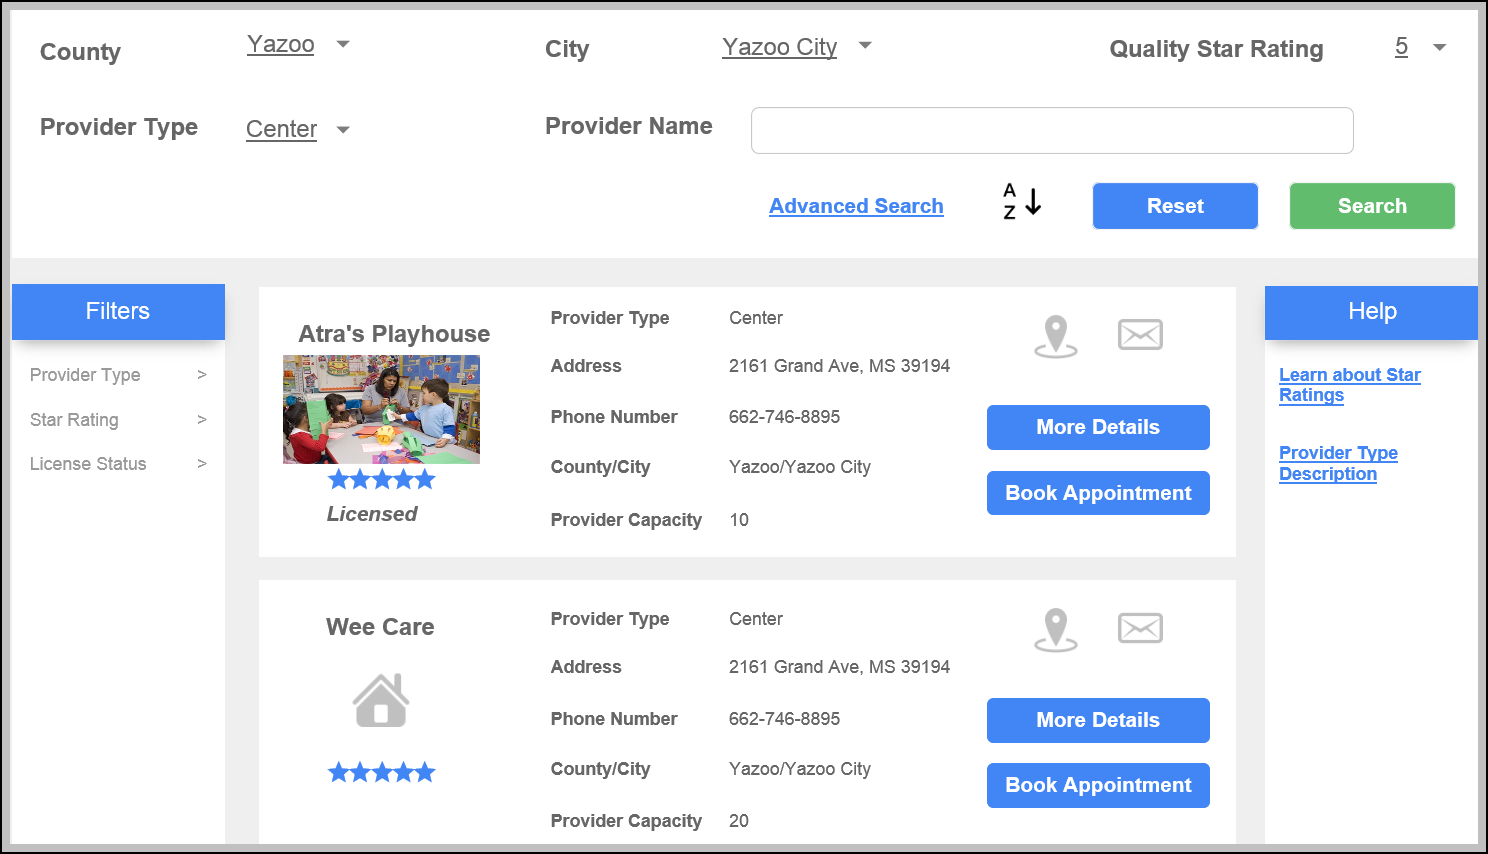 County Yazoo City Yazoo City Quality Star Rating 5
Provider Type Center Provider Name
Advanced Search A Z Reset Search
Filters
Provider Type >
Star Rating >
License Status >
Atra's Playhouse
Licensed
Provider Type Center
Address 2161 Grand Ave, MS 39194
Phone Number 662-746-8895
County/City Yazoo/Yazoo City
Provider Capacity 10
More Details
Book Appointment
Wee Care
Provider Type Center
Address 2161 Grand Ave, MS 39194
Phone Number 662-746-8895
County/City Yazoo/Yazoo City
Provider Capacity 20
More Details
Book Appointment
Help
Learn about Star
Ratings
Provider Type
Description